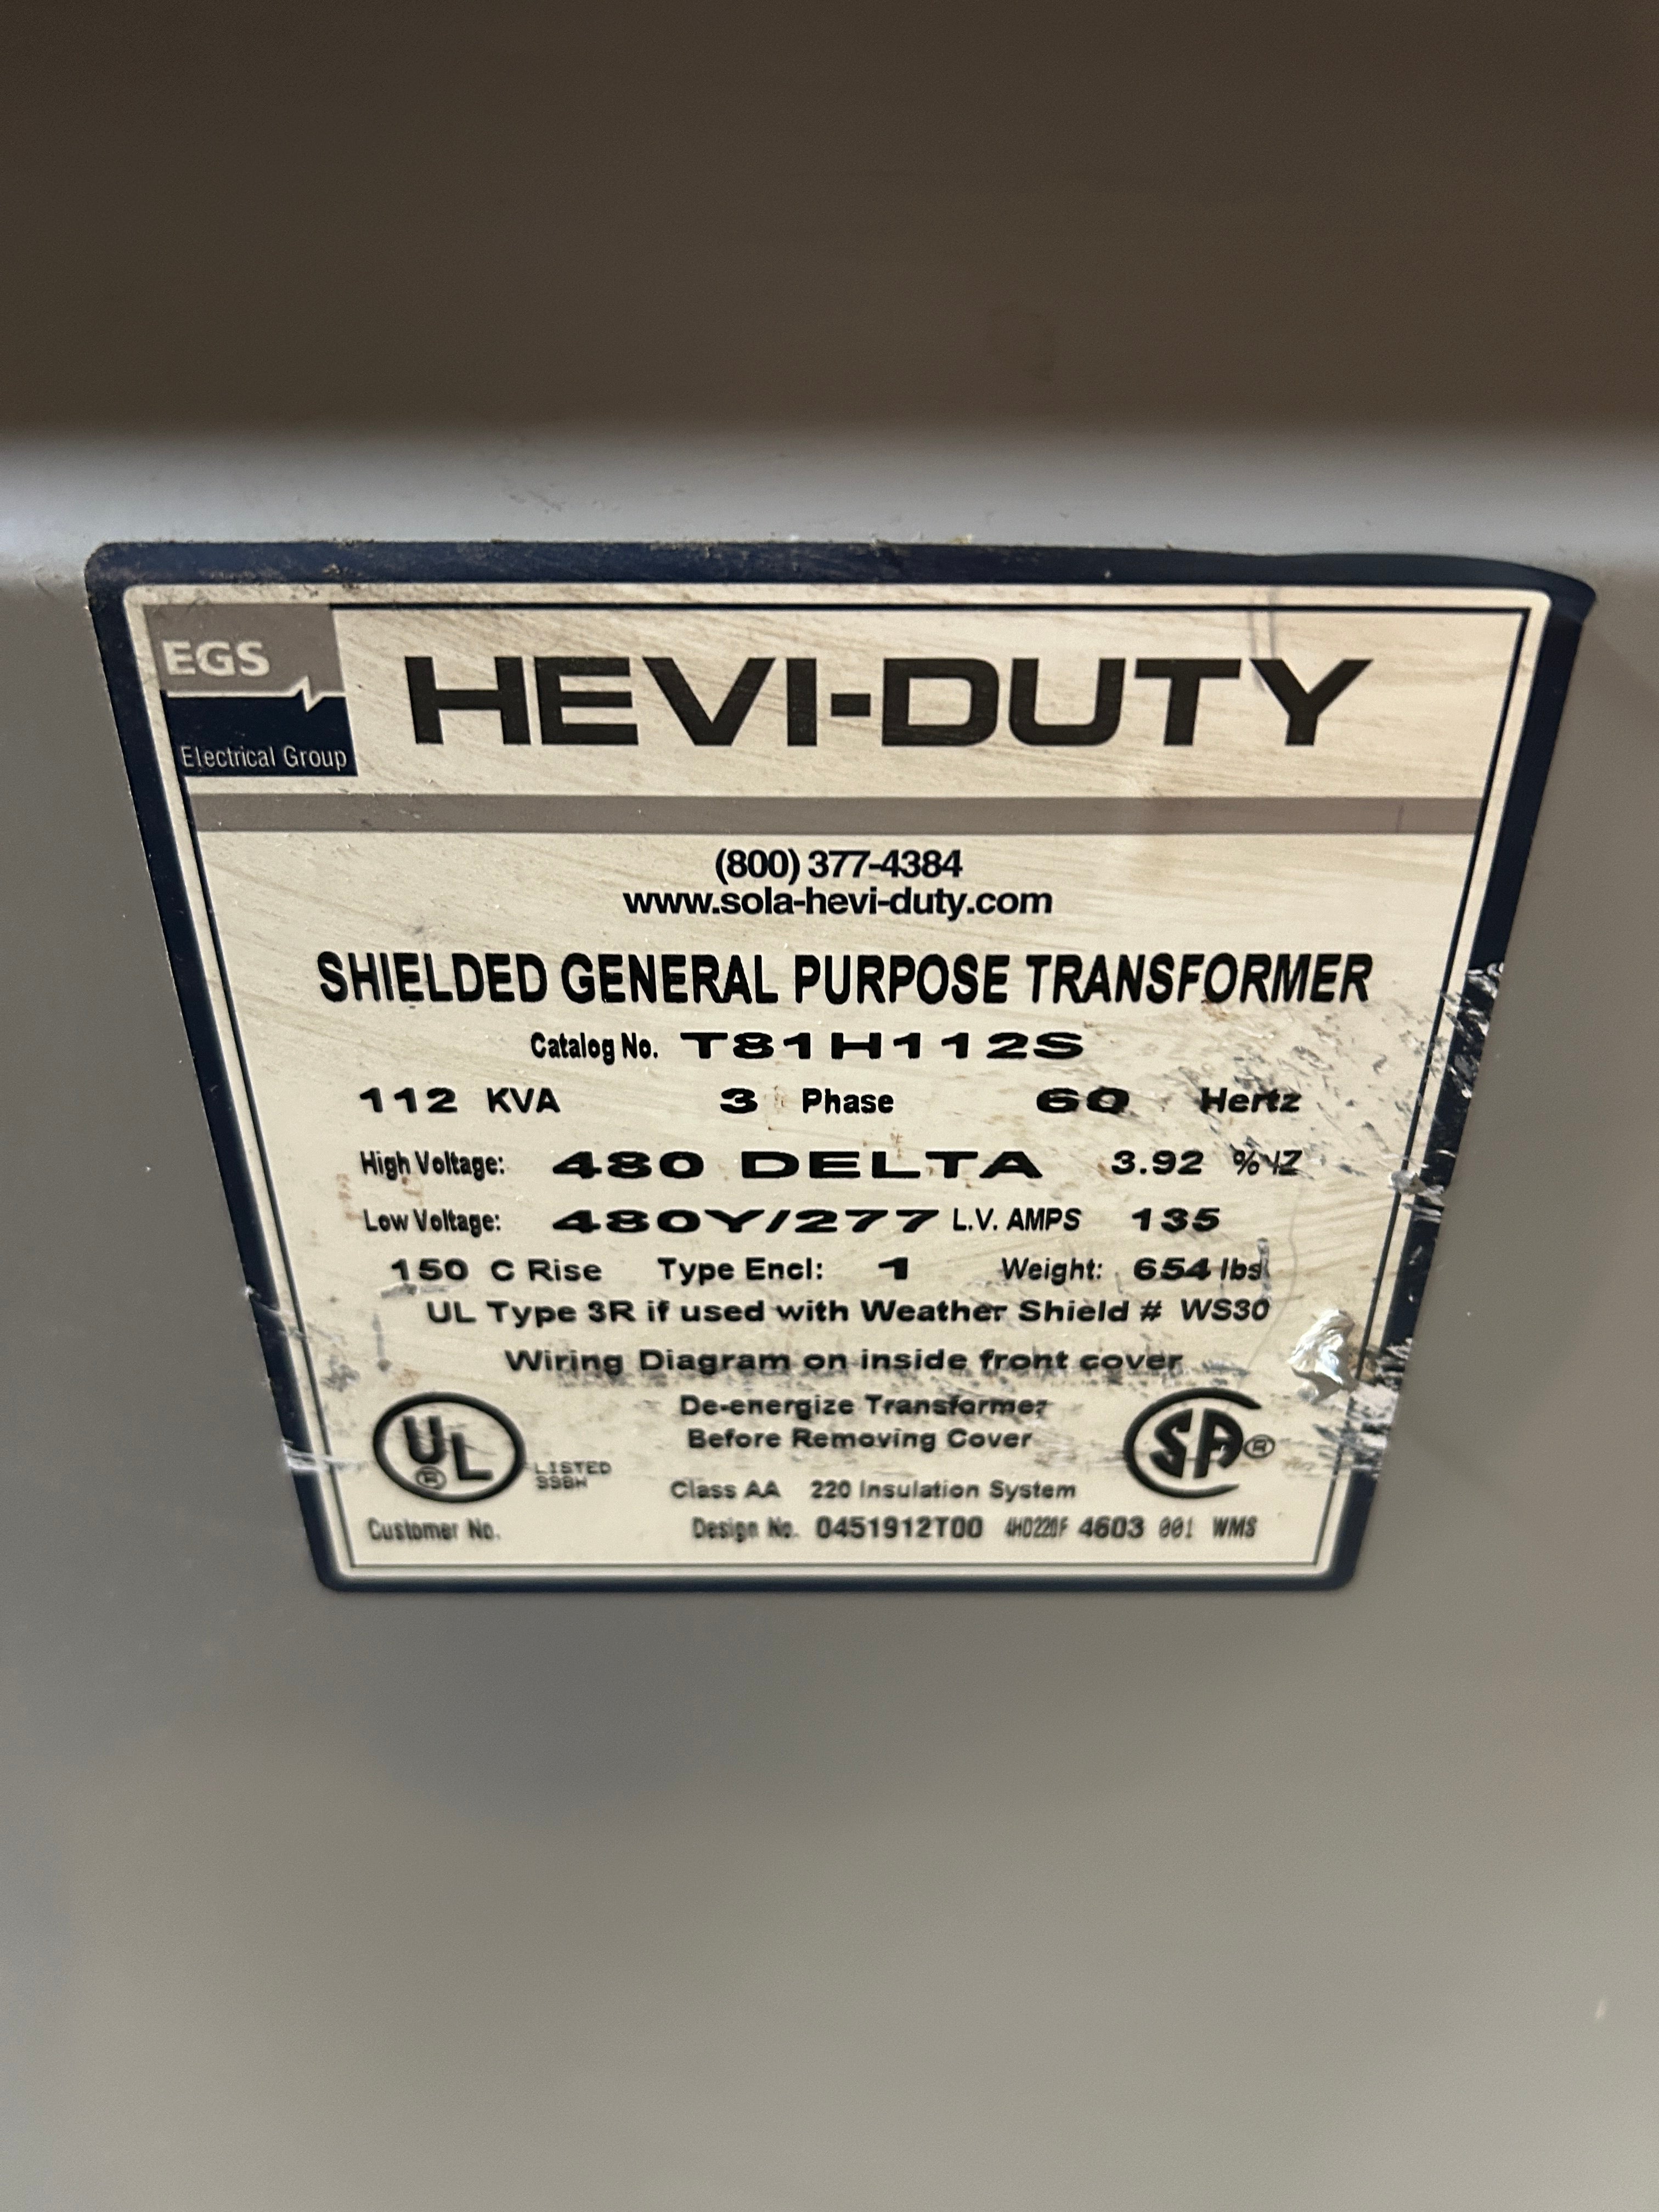 EGS
Electrical Group
HEVI-DUTY
(800) 377-4384
www.sola-hevi-duty.com
SHIELDED GENERAL PURPOSE TRANSFORMER
Catalog No. T81H112S
112 KVA 3 Phase 60 Hertz
High Voltage: 480 DELTA 3.92 % IZ
Low Voltage: 480Y/277 L.V. AMPS 135
150 C Rise Type Encl: 1 Weight: 654 lbs
UL Type 3R if used with Weather Shield # WS30
Wiring Diagram on inside front cover
De-energize Transformer
Before Removing Cover
UL ® LISTED
SA ®
Class AA 220 Insulation System
Customer No. Design No. 0451912T00 4603 001 WMS